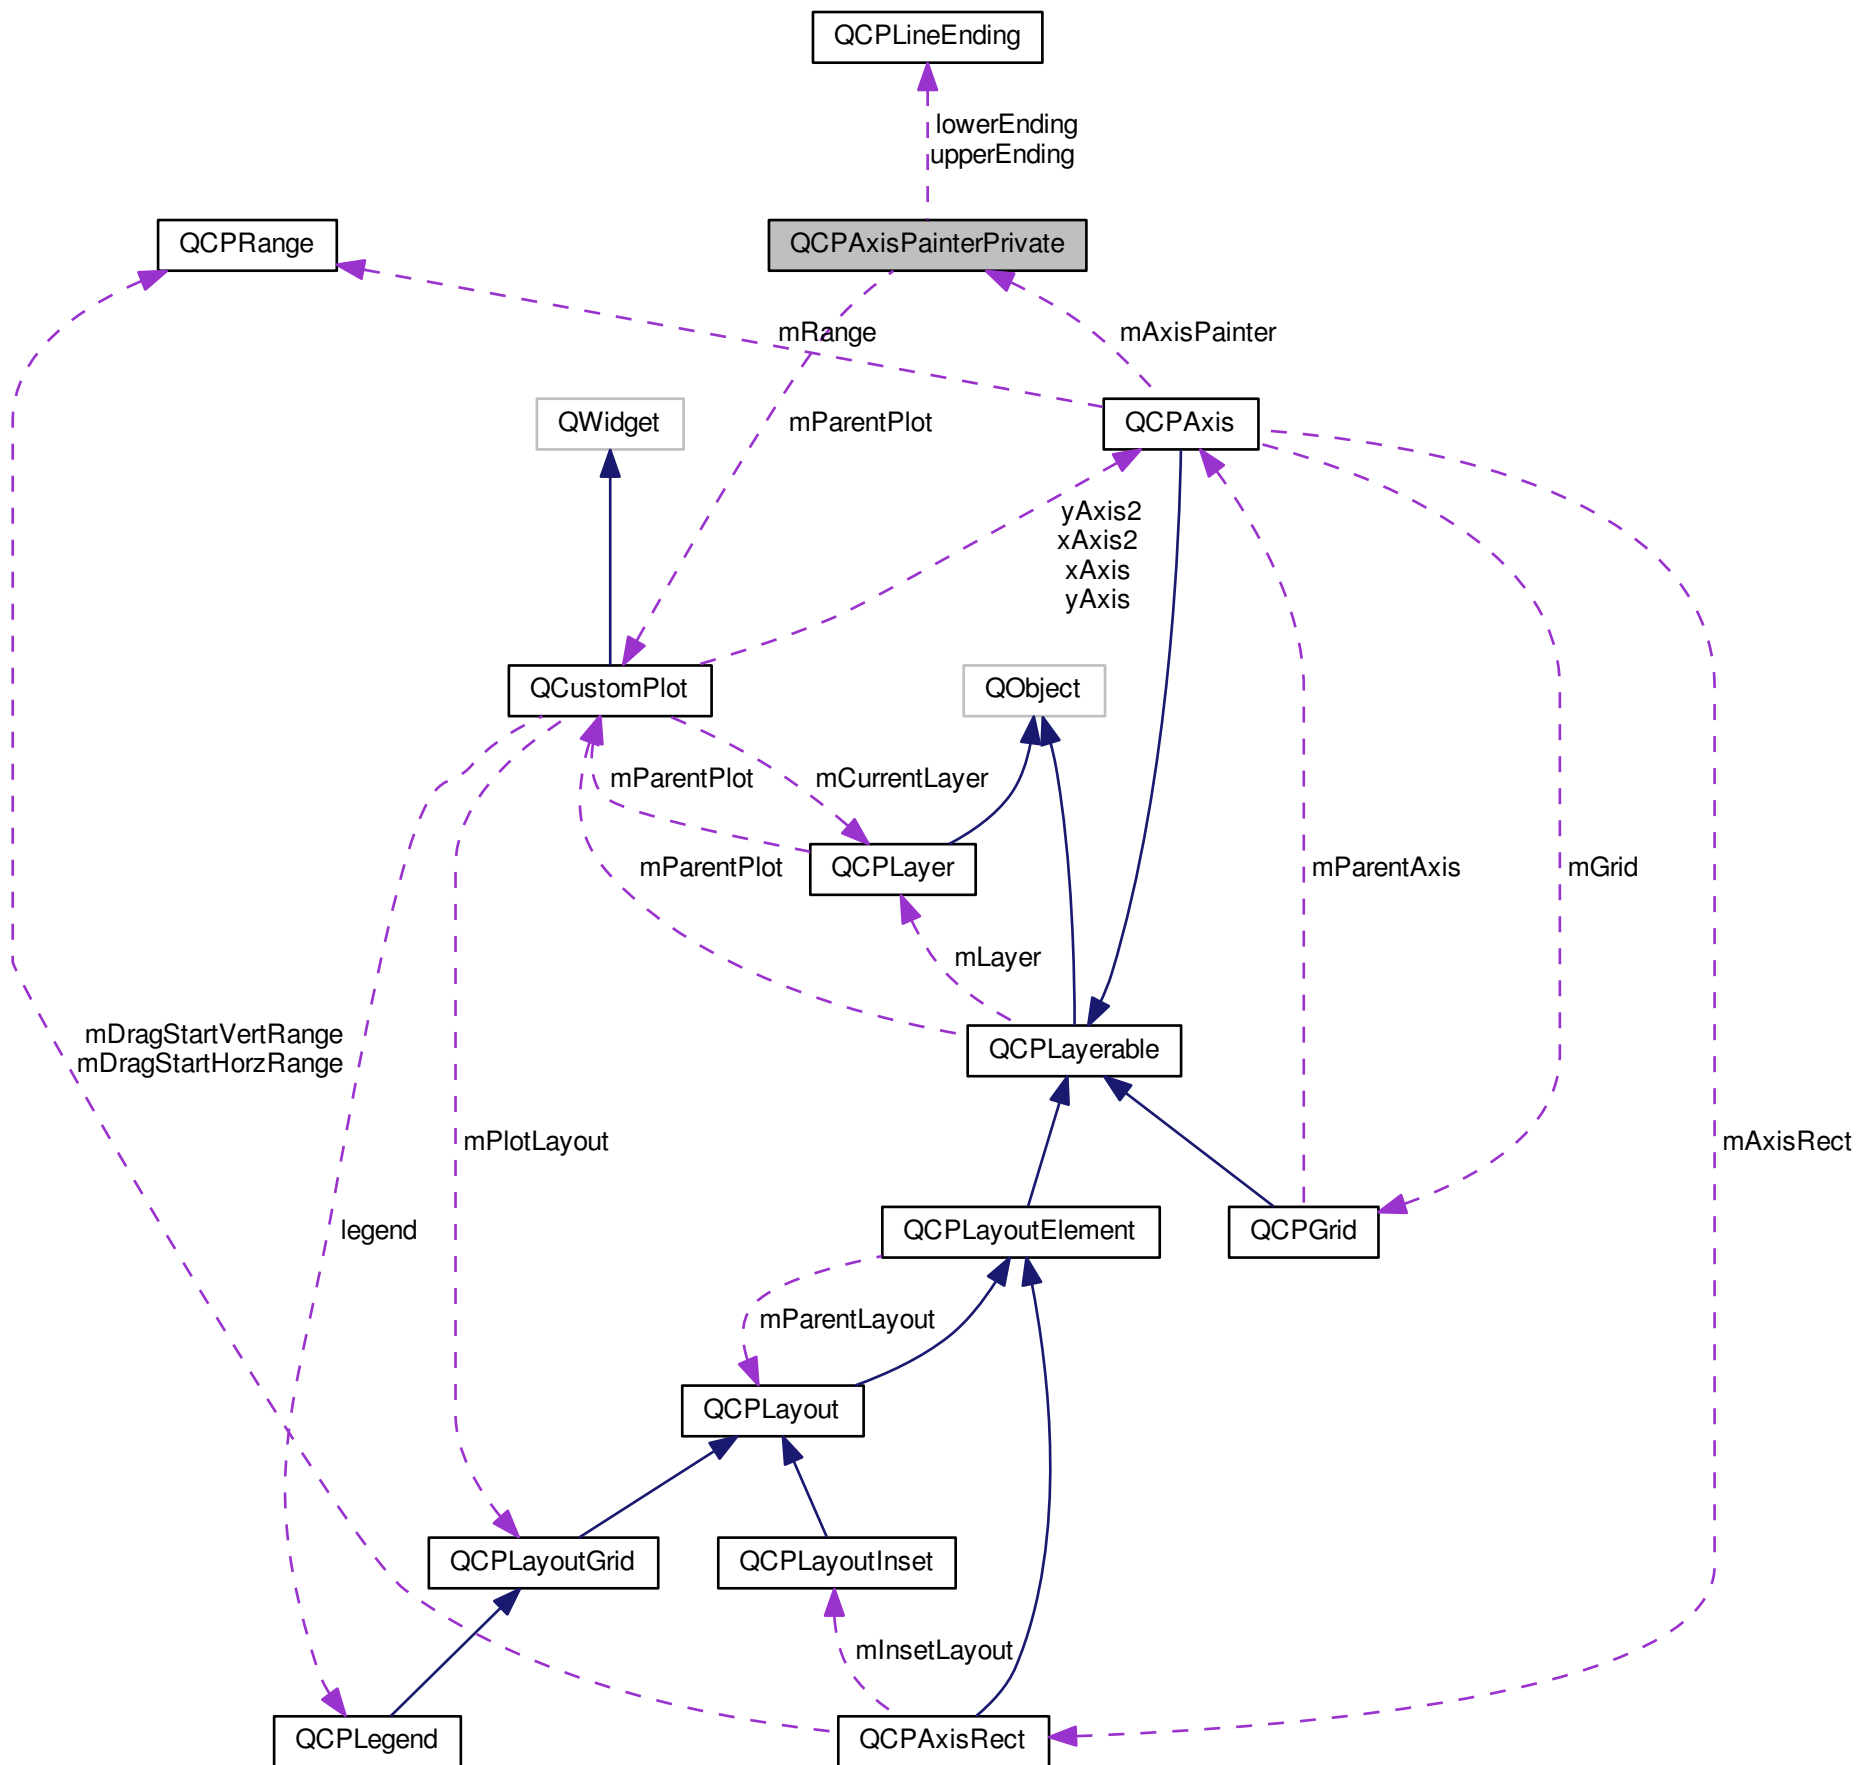 QCPLineEnding
lowerEnding
upperEnding
QCPRange
QCPAxisPainterPrivate
mRange
mAxisPainter
QWidget
mParentPlot
QCPAxis
yAxis2
xAxis2
xAxis
yAxis
QCustomPlot
QObject
mParentPlot
mCurrentLayer
mParentPlot
QCPLayer
mParentAxis
mGrid
mLayer
mDragStartVertRange
mDragStartHorzRange
QCPLayerable
mPlotLayout
mAxisRect
legend
QCPLayoutElement
QCPGrid
mParentLayout
QCPLayout
QCPLayoutGrid
QCPLayoutInset
mInsetLayout
QCPLegend
QCPAxisRect